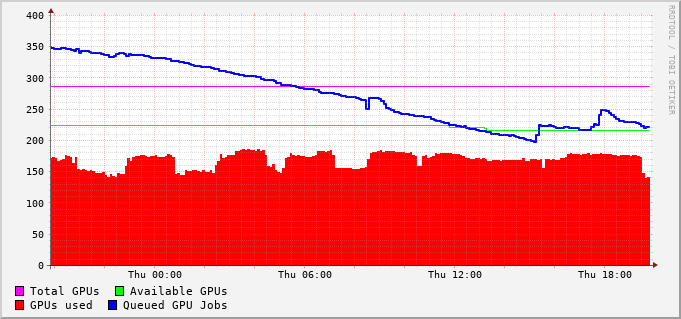 400
350
300
250
200
150
100
50
0
Thu 00:00 Thu 06:00 Thu 12:00 Thu 18:00
Total GPUs Available GPUs
GPUs used Queued GPU Jobs
RRDTOOL / TOBI OETIKER